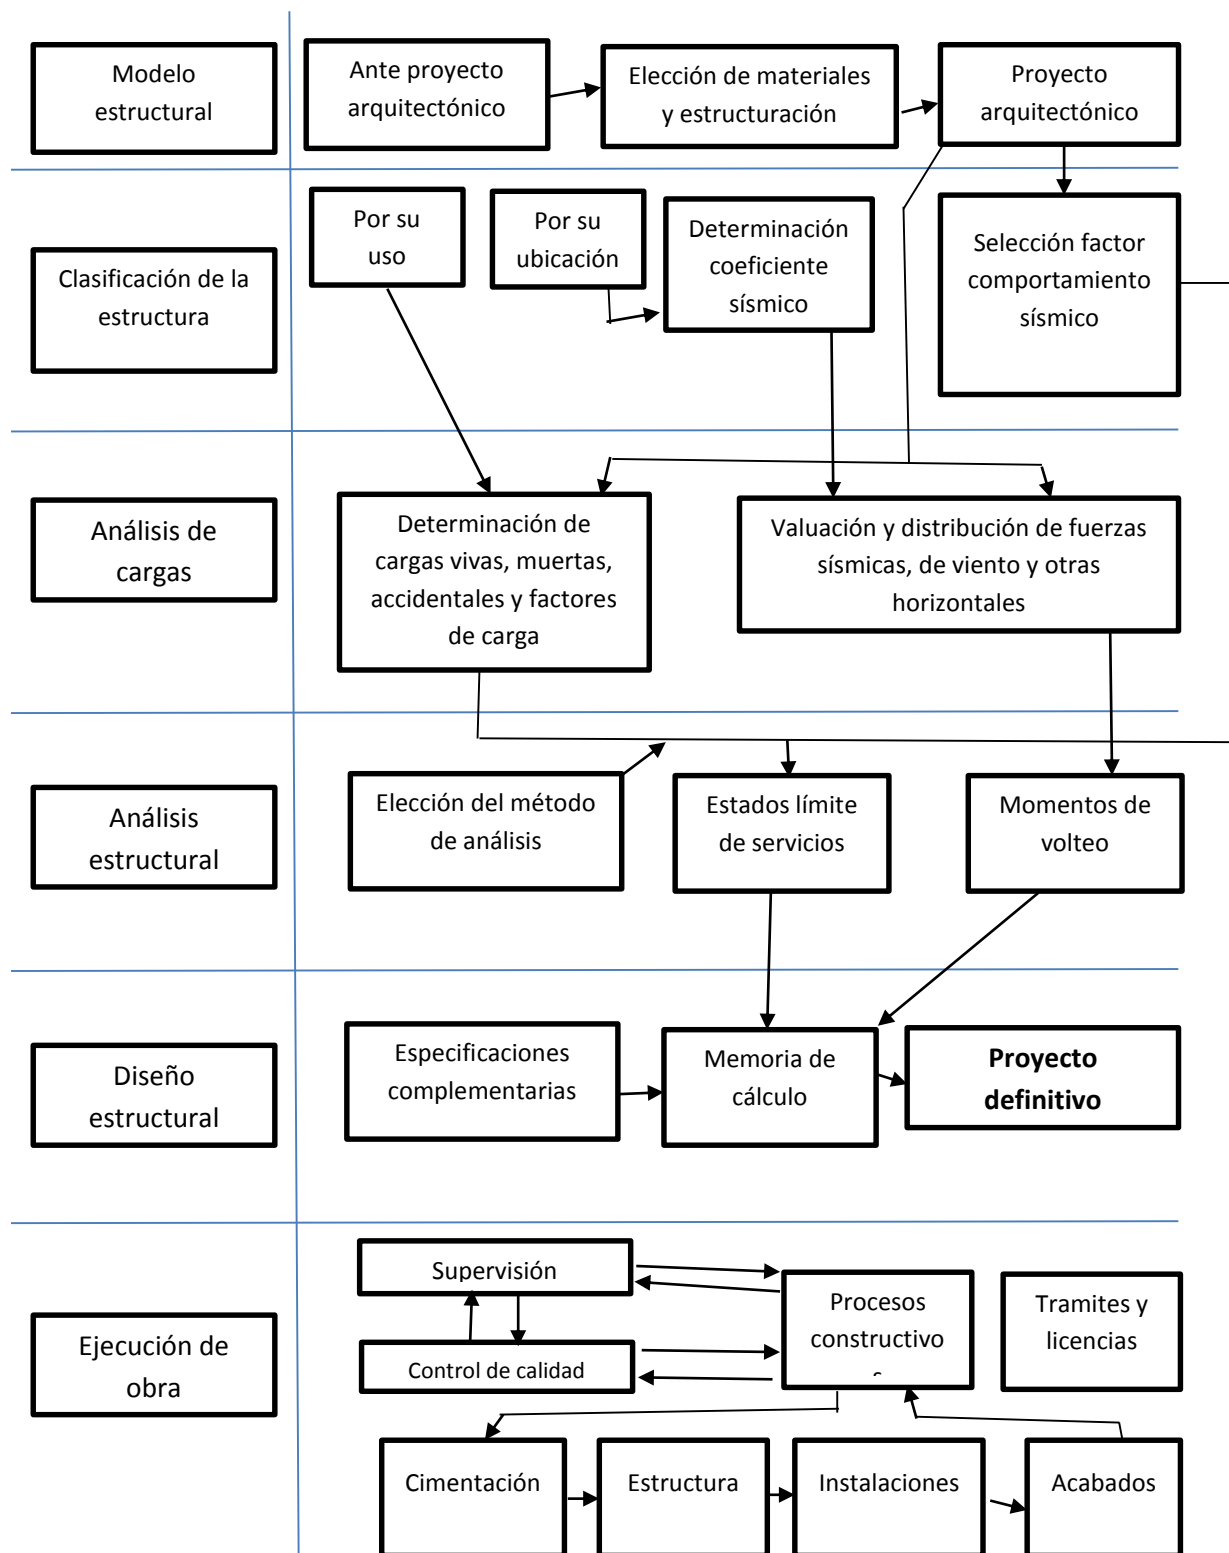 Modelo
estructural
Ante proyecto
arquitectónico
Elección de materiales
y estructuración
Proyecto
arquitectónico
Clasificación de la
estructura
Por su
uso
Por su
ubicación
Determinación
coeficiente
sísmico
Selección factor
comportamiento
sísmico
Análisis de
cargas
Determinación de
cargas vivas, muertas,
accidentales y factores
de carga
Valuación y distribución de fuerzas
sísmicas, de viento y otras
horizontales
Análisis
estructural
Elección del método
de análisis
Estados límite
de servicios
Momentos de
volteo
Diseño
estructural
Especificaciones
complementarias
Memoria de
cálculo
Proyecto
definitivo
Ejecución de
obra
Supervisión
Control de calidad
Procesos
constructivo
s
Tramites y
licencias
Cimentación
Estructura
Instalaciones
Acabados